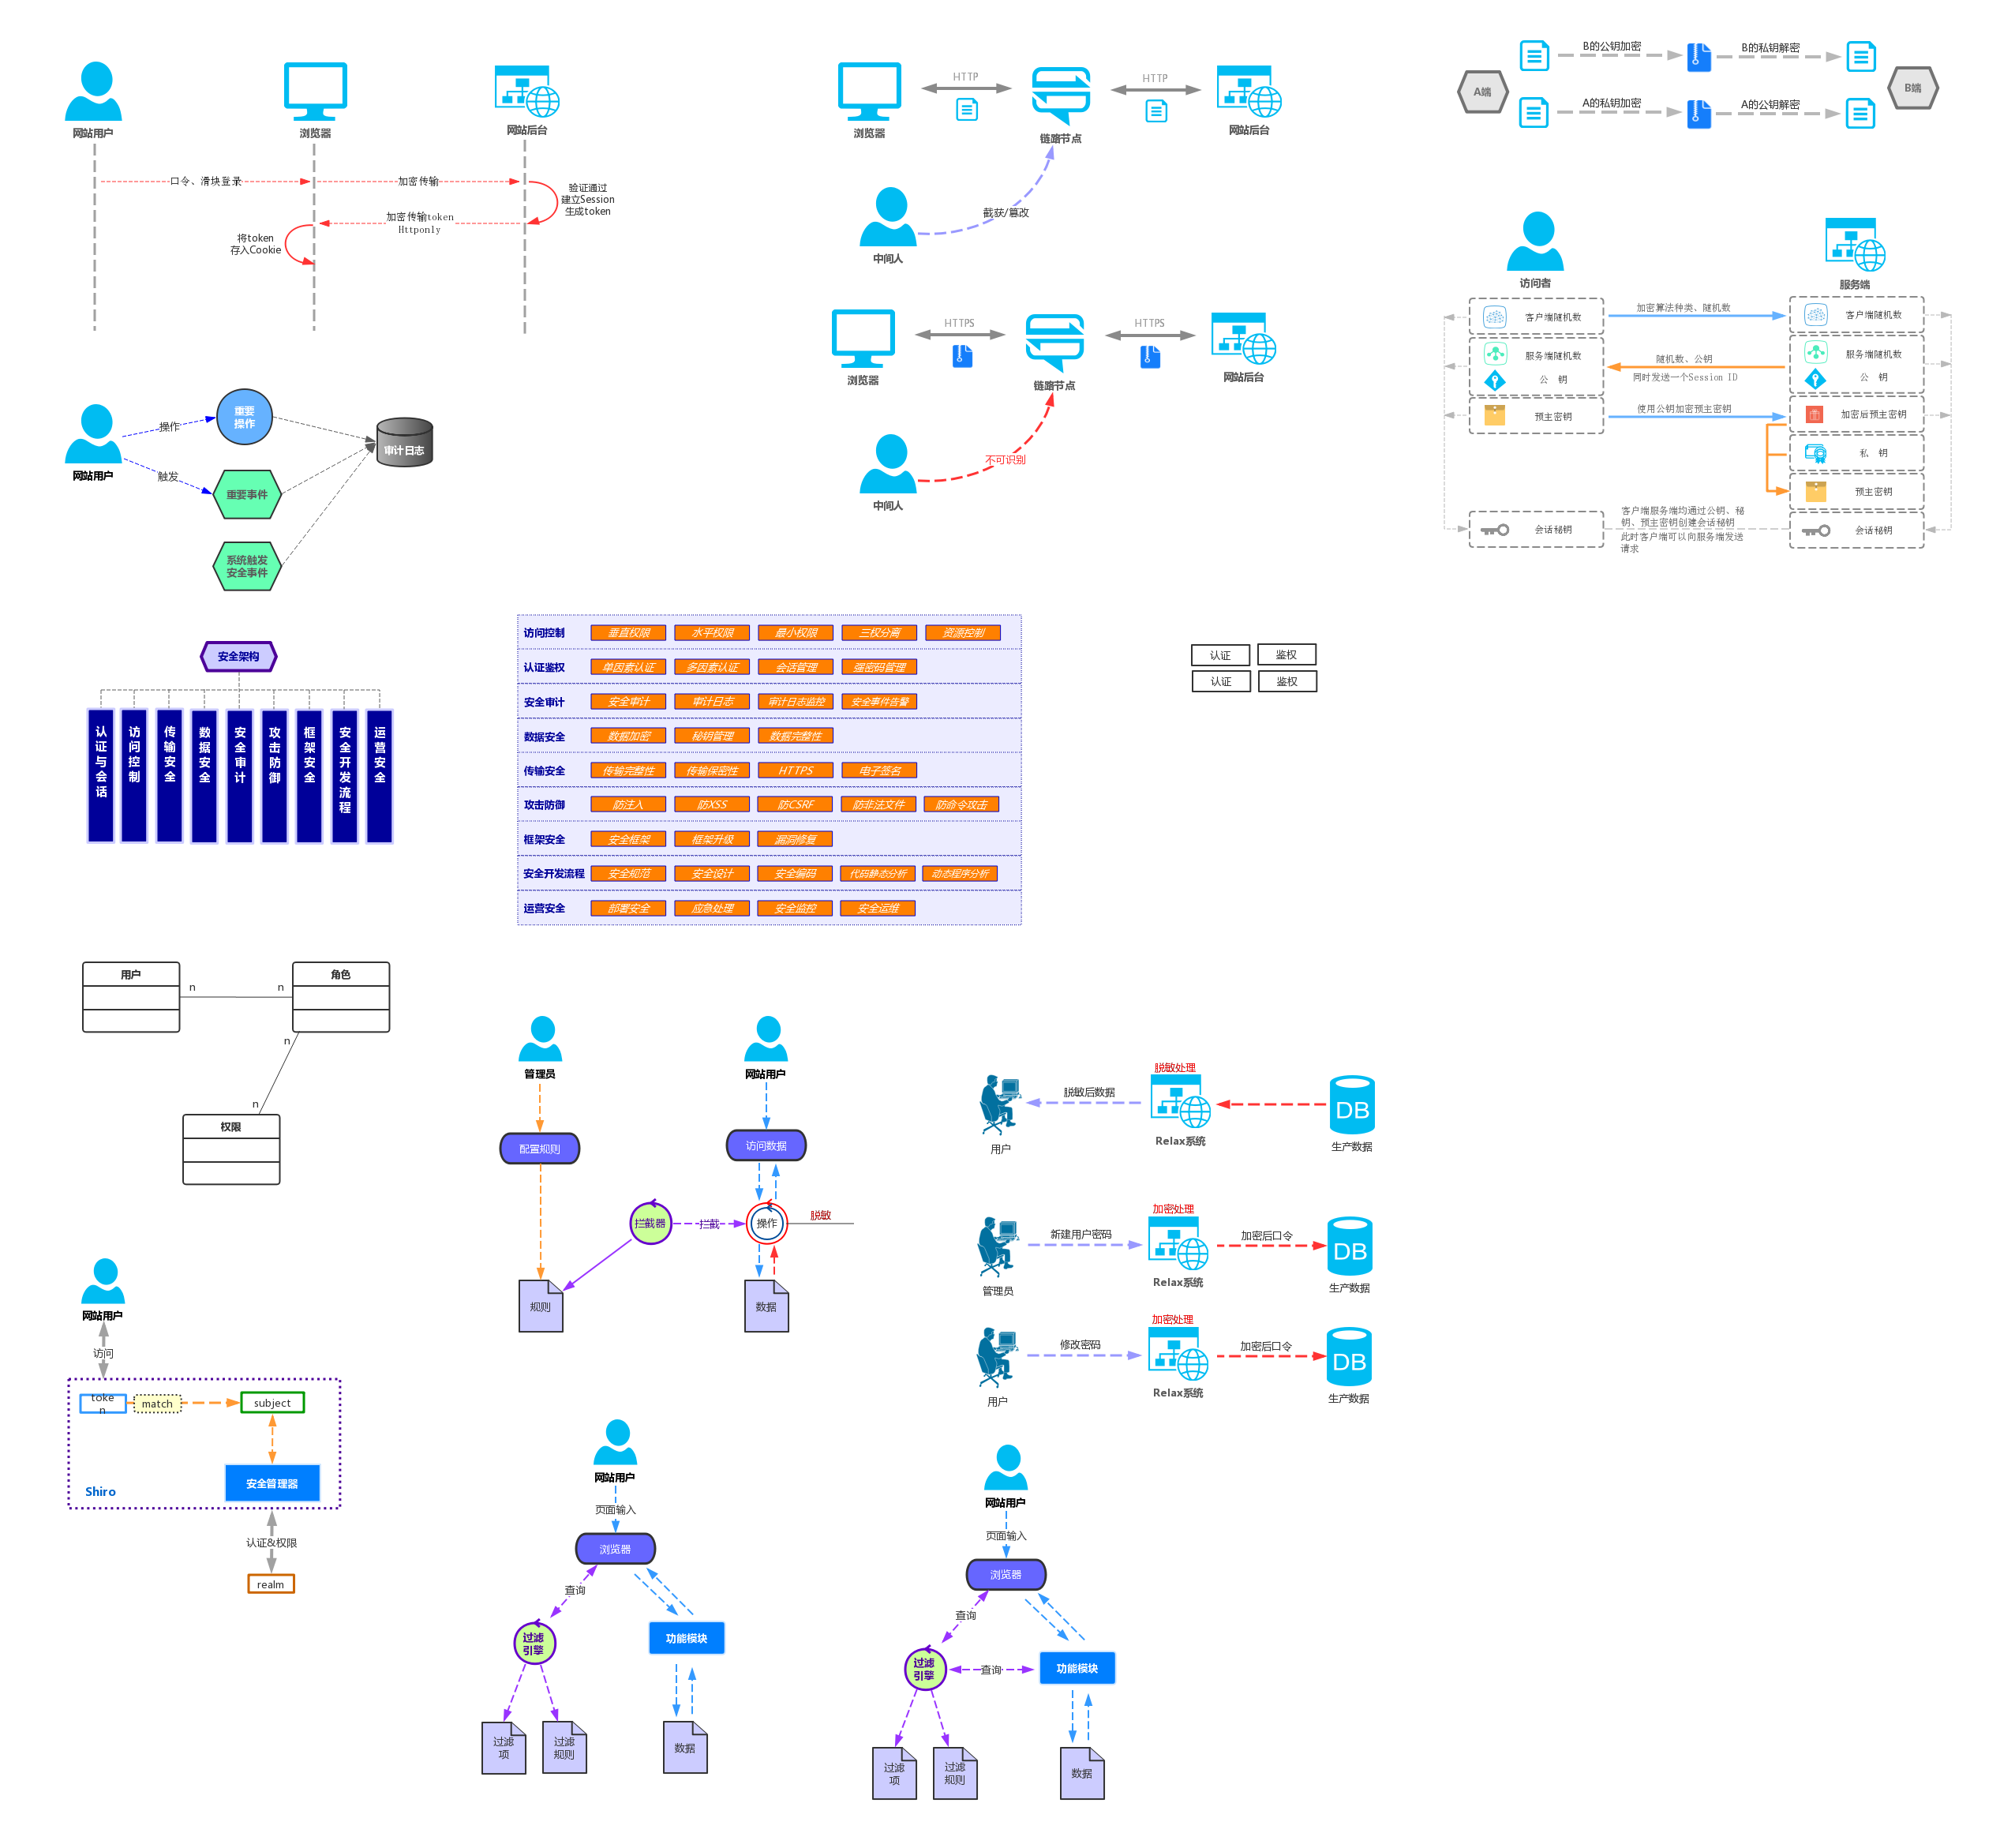 网站用户
浏览器
网站后台
口令、滑块登录
加密传输
验证通过
建立Session
生成token
加密传输token
Httponly
将token
存入Cookie
浏览器
HTTP
链路节点
HTTP
网站后台
截获/篡改
中间人
浏览器
HTTPS
链路节点
HTTPS
网站后台
不可识别
中间人
A端
B的公钥加密
B的私钥解密
A的私钥加密
A的公钥解密
B端
访问者
服务端
客户端随机数
加密算法种类、随机数
客户端随机数
服务端随机数
公 钥
随机数、公钥
同时发送一个Session ID
服务端随机数
公 钥
预主密钥
使用公钥加密预主密钥
加密后预主密钥
私 钥
预主密钥
会话秘钥
客户端服务端均通过公钥、秘
钥、预主密钥创建会话秘钥
此时客户端可以向服务端发送
请求
会话秘钥
网站用户
操作
触发
重要
操作
重要事件
系统触发
安全事件
审计日志
安全架构
认证与会话
访问控制
传输安全
数据安全
安全审计
攻击防御
框架安全
安全开发流程
运营安全
访问控制 垂直权限 水平权限 最小权限 三权分离 资源控制
认证鉴权 单因素认证 多因素认证 会话管理 强密码管理
安全审计 安全审计 审计日志 审计日志监控 安全事件告警
数据安全 数据加密 秘钥管理 数据完整性
传输安全 传输完整性 传输保密性 HTTPS 电子签名
攻击防御 防注入 防XSS 防CSRF 防非法文件 防命令攻击
框架安全 安全框架 框架升级 漏洞修复
安全开发流程 安全规范 安全设计 安全编码 代码静态分析 动态程序分析
运营安全 部署安全 应急处理 安全监控 安全运维
认证 鉴权
认证 鉴权
用户
n
n
角色
n
n
权限
管理员
配置规则
规则
拦截器
拦截
网站用户
访问数据
操作
脱敏
数据
用户
脱敏后数据
脱敏处理
Relax系统
DB
生产数据
管理员
新建用户密码
加密处理
Relax系统
加密后口令
DB
生产数据
用户
修改密码
加密处理
Relax系统
加密后口令
DB
生产数据
网站用户
访问
toke
n
match
subject
安全管理器
Shiro
认证&权限
realm
网站用户
页面输入
浏览器
查询
过滤
引擎
功能模块
过滤
项
过滤
规则
数据
网站用户
页面输入
浏览器
查询
过滤
引擎
查询
功能模块
过滤
项
过滤
规则
数据